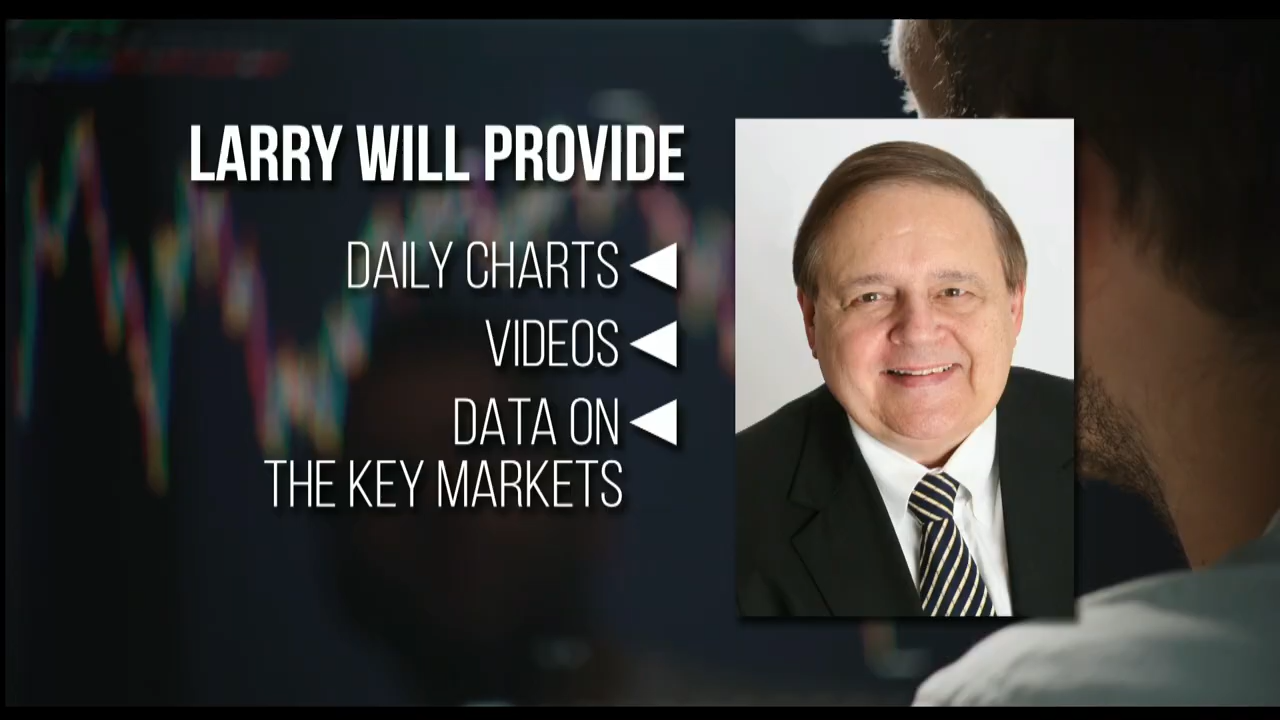 LARRY WILL PROVIDE
DAILY CHARTS
VIDEOS
DATA ON
THE KEY MARKETS